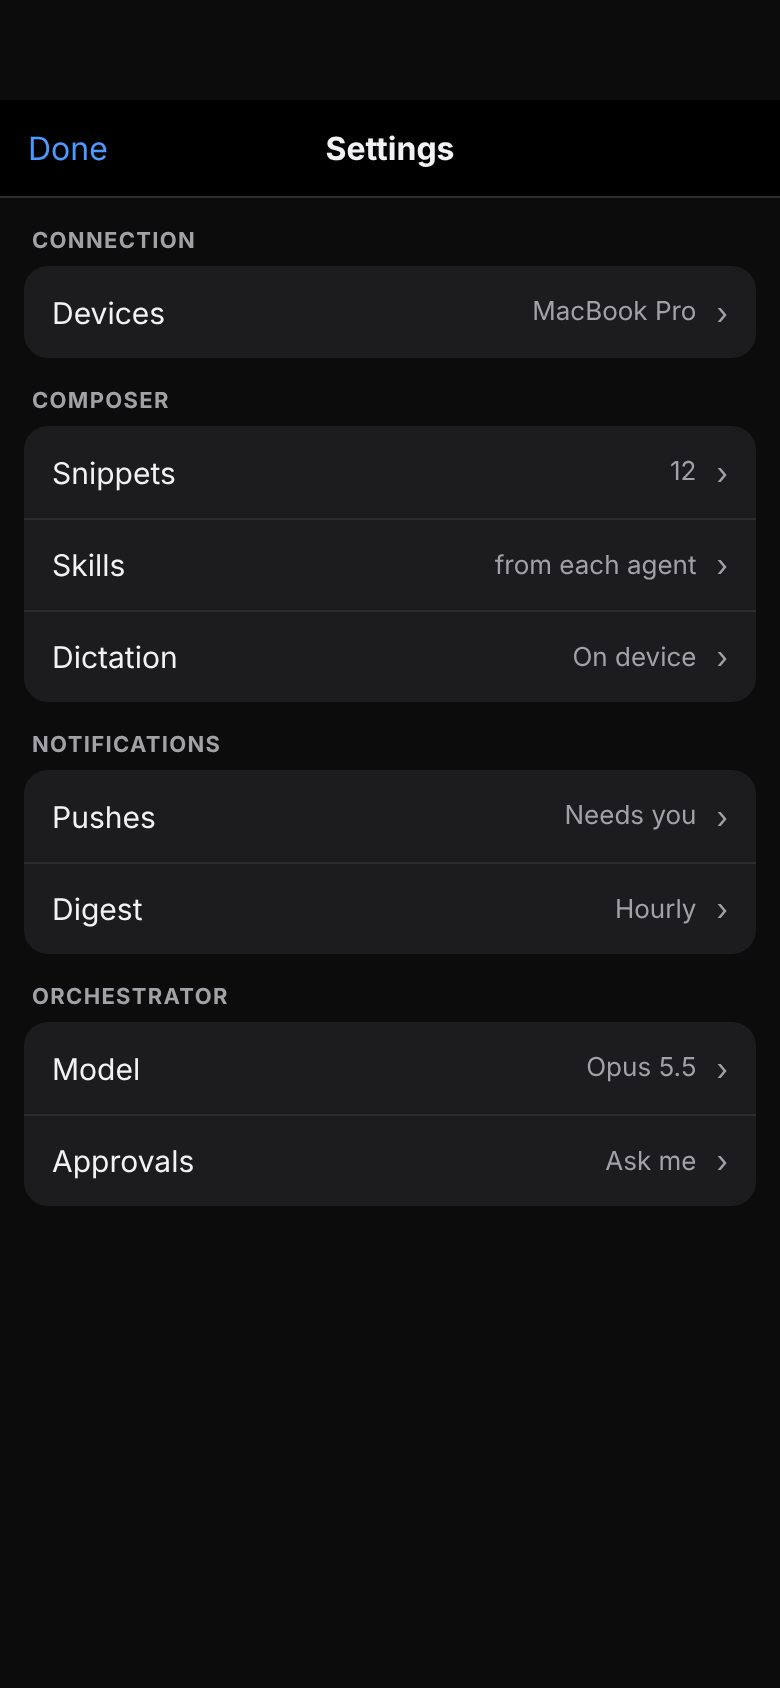 Done
Settings
CONNECTION
Devices MacBook Pro ›
COMPOSER
Snippets 12 ›
Skills from each agent ›
Dictation On device ›
NOTIFICATIONS
Pushes Needs you ›
Digest Hourly ›
ORCHESTRATOR
Model Opus 5.5 ›
Approvals Ask me ›